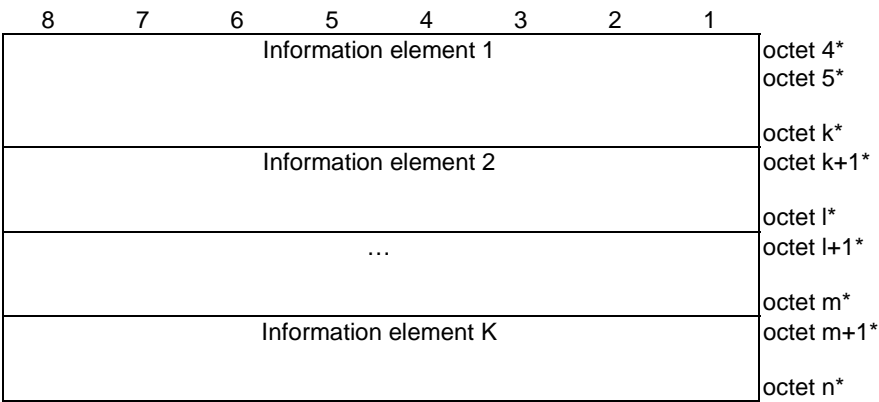 8 7 6 5 4 3 2 1
Information element 1 octet 4*
octet 5*
octet k*
Information element 2 octet k+1*
octet l*
… octet l+1*
octet m*
Information element K octet m+1*
octet n*